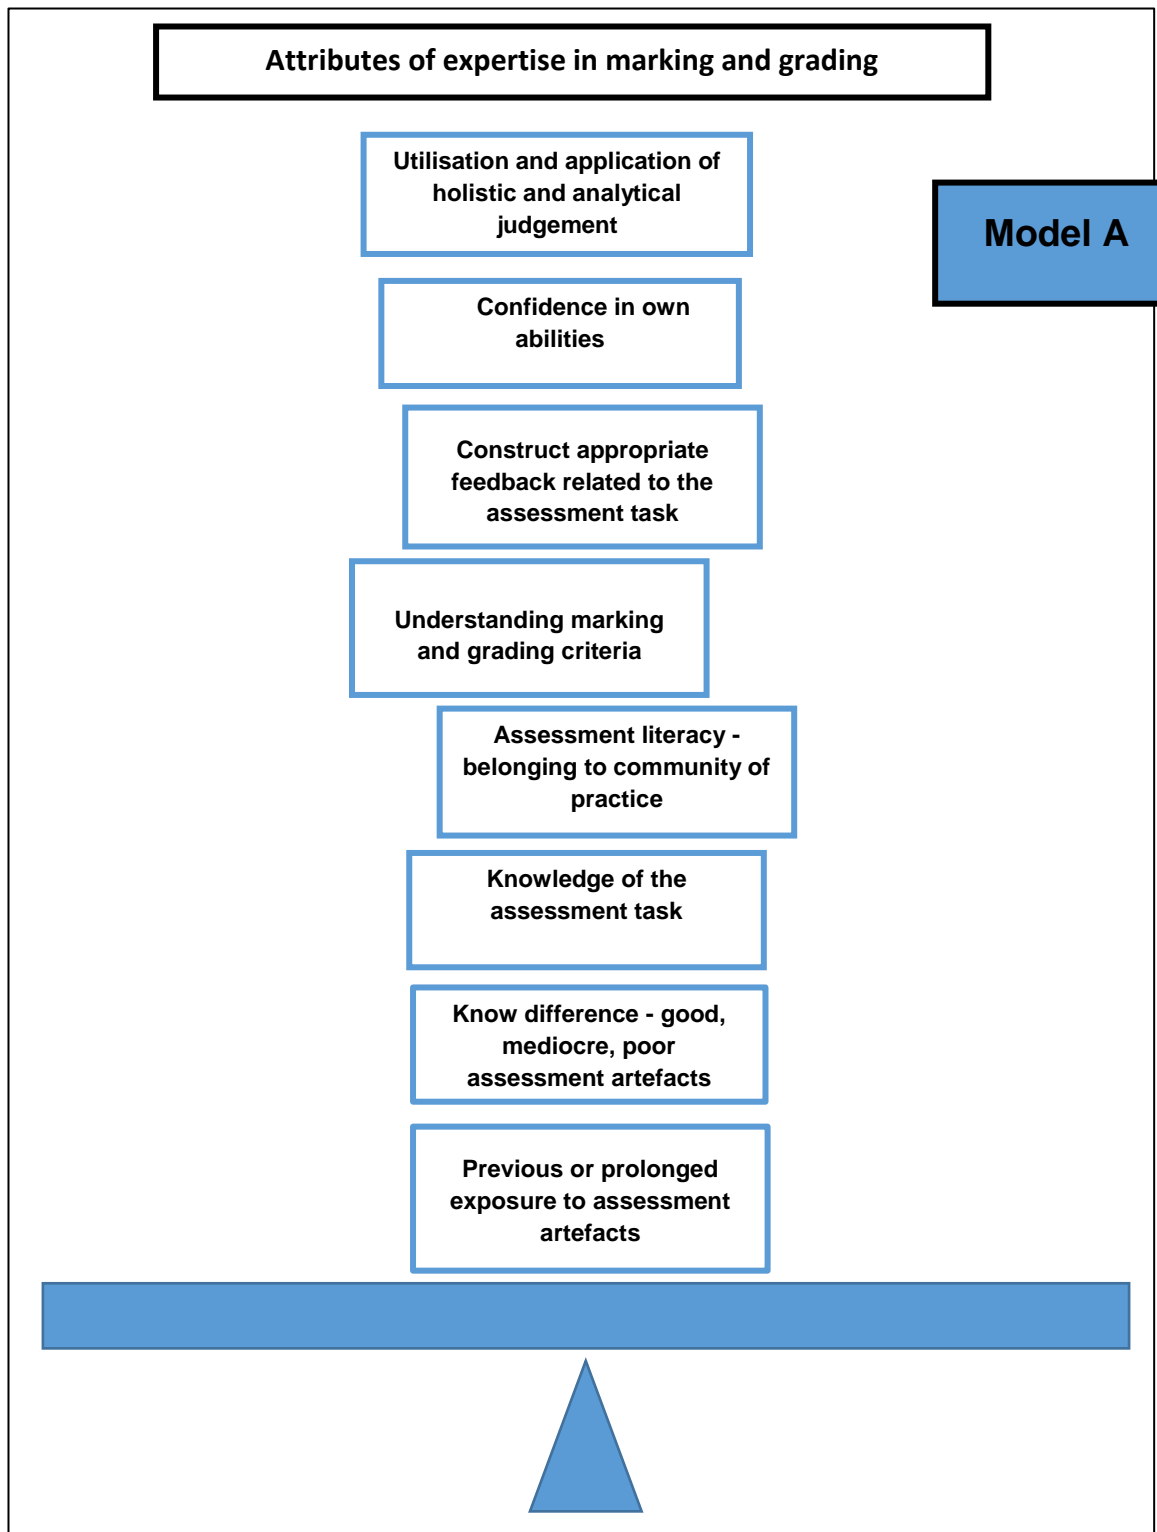 Attributes of expertise in marking and grading
Utilisation and application of
holistic and analytical
judgement
Model A
Confidence in own
abilities
Construct appropriate
feedback related to the
assessment task
Understanding marking
and grading criteria
Assessment literacy -
belonging to community of
practice
Knowledge of the
assessment task
Know difference - good,
mediocre, poor
assessment artefacts
Previous or prolonged
exposure to assessment
artefacts